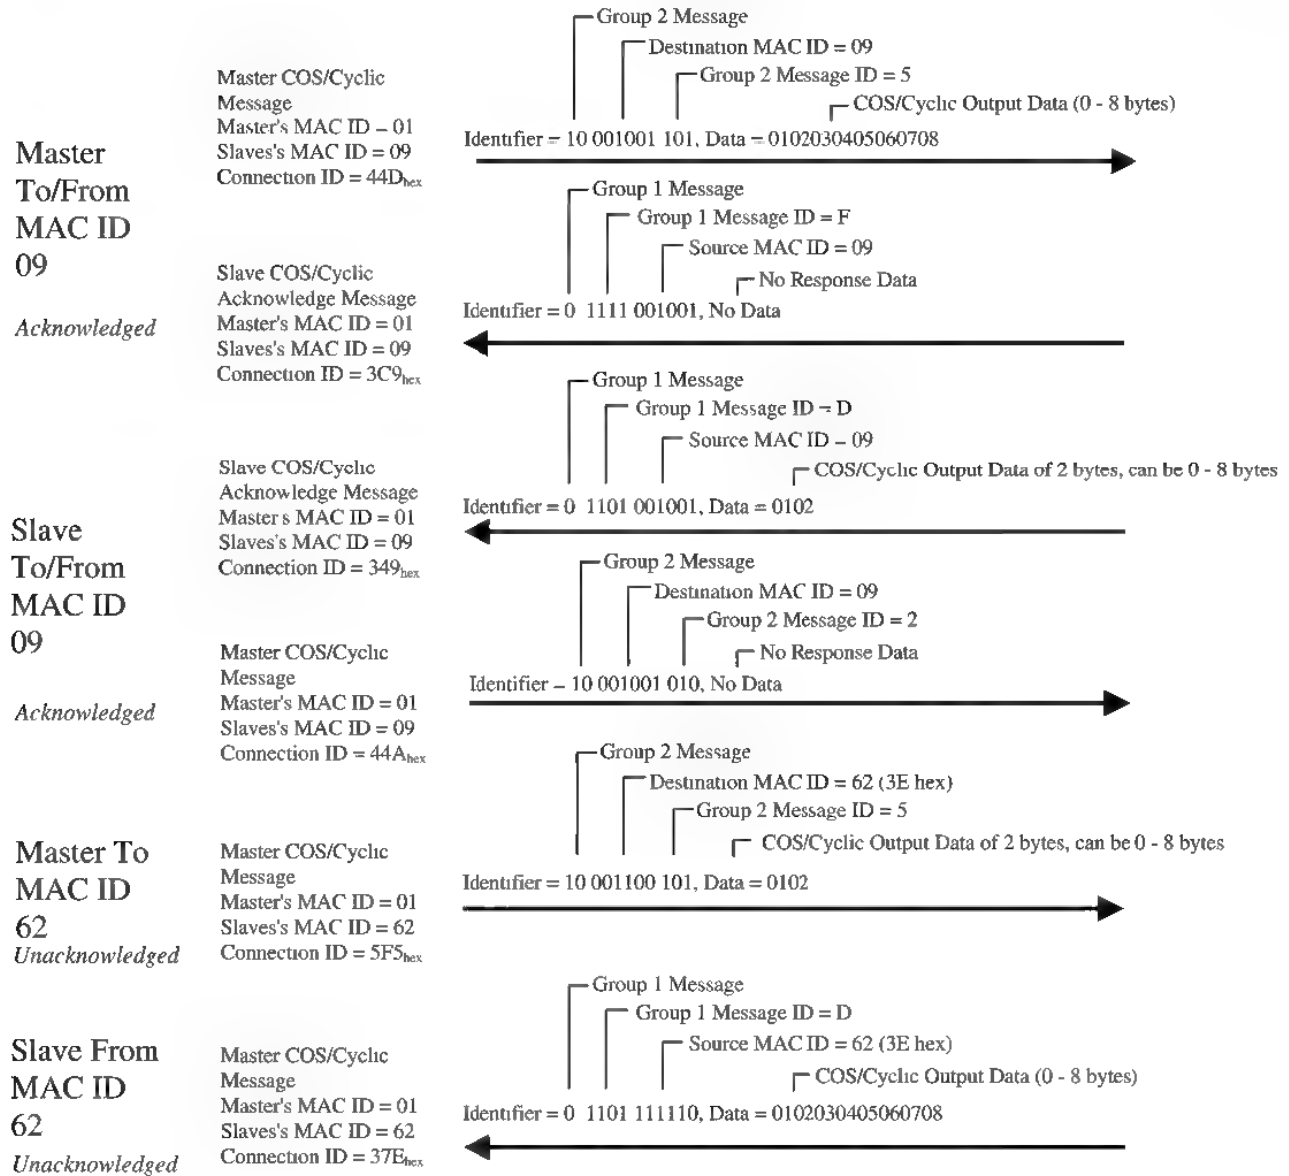 Group 2 Message
Destination MAC ID = 09
Group 2 Message ID = 5
COS/Cyclic Output Data (0 - 8 bytes)
Master
To/From
MAC ID
09
Acknowledged
Master COS/Cyclic
Message
Master's MAC ID – 01
Slaves's MAC ID = 09
Connection ID = 44Dhex
Identifier = 10 001001 101, Data = 0102030405060708
Group 1 Message
Group 1 Message ID = F
Source MAC ID = 09
No Response Data
Slave COS/Cyclic
Acknowledge Message
Master's MAC ID = 01
Slaves's MAC ID = 09
Connection ID = 3C9hex
Identifier = 0 1111 001001, No Data
Group 1 Message
Group 1 Message ID – D
Source MAC ID – 09
COS/Cyclic Output Data of 2 bytes, can be 0 - 8 bytes
Slave
To/From
MAC ID
09
Acknowledged
Slave COS/Cyclic
Acknowledge Message
Master s MAC ID = 01
Slaves's MAC ID = 09
Connection ID = 349hex
Identifier = 0 1101 001001, Data = 0102
Group 2 Message
Destination MAC ID = 09
Group 2 Message ID = 2
No Response Data
Master COS/Cyclic
Message
Master's MAC ID = 01
Slaves's MAC ID = 09
Connection ID = 44Ahex
Identifier – 10 001001 010, No Data
Group 2 Message
Destination MAC ID = 62 (3E hex)
Group 2 Message ID = 5
COS/Cyclic Output Data of 2 bytes, can be 0 - 8 bytes
Master To
MAC ID
62
Unacknowledged
Master COS/Cyclic
Message
Master's MAC ID = 01
Slaves's MAC ID = 62
Connection ID = 5F5hex
Identifier = 10 001100 101, Data = 0102
Group 1 Message
Group 1 Message ID = D
Source MAC ID = 62 (3E hex)
COS/Cyclic Output Data (0 - 8 bytes)
Slave From
MAC ID
62
Unacknowledged
Master COS/Cyclic
Message
Master's MAC ID = 01
Slaves's MAC ID = 62
Connection ID = 37Ehex
Identifier = 0 1101 111110, Data = 0102030405060708